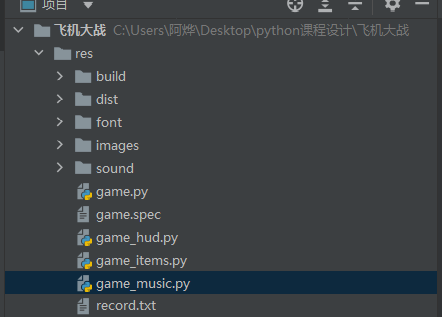 项目
飞机大战 C:\Users\阿烨\Desktop\python课程设计\飞机大战
res
build
dist
font
images
sound
game.py
game.spec
game_hud.py
game_items.py
game_music.py
record.txt